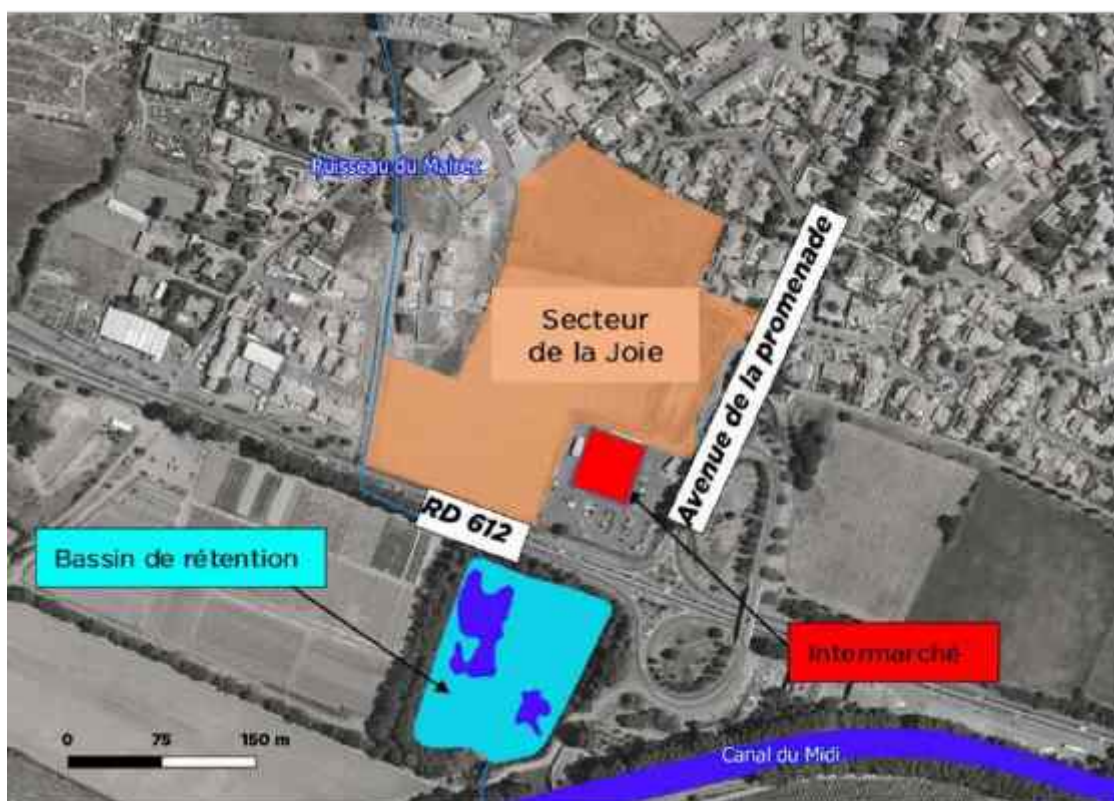 Ruisseau du Mairec
Secteur
de la Joie
Avenue de la promenade
RD 612
Bassin de rétention
Intermarché
0 75 150 m
Canal du Midi